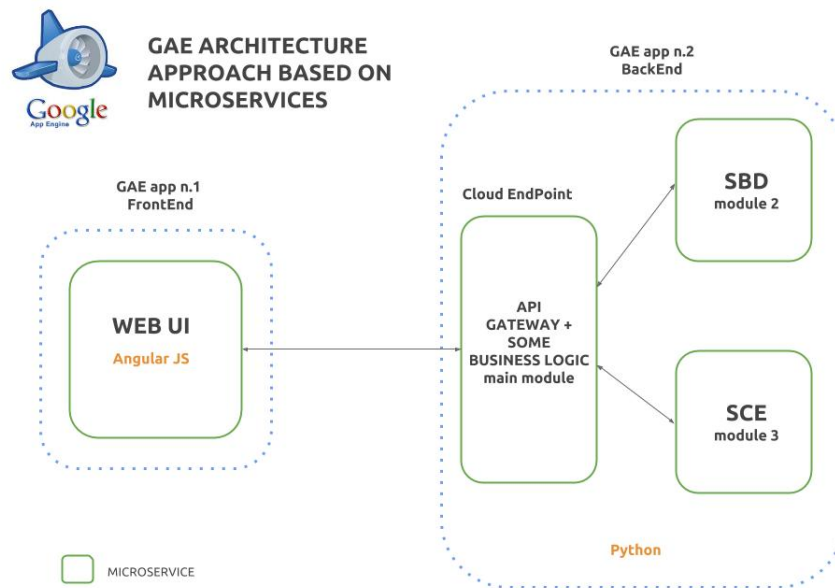 GAE ARCHITECTURE
APPROACH BASED ON
MICROSERVICES
Google
App Engine
GAE app n.1
FrontEnd
WEB UI
Angular JS
GAE app n.2
BackEnd
Cloud EndPoint
API
GATEWAY +
SOME
BUSINESS LOGIC
main module
SBD
module 2
SCE
module 3
Python
MICROSERVICE